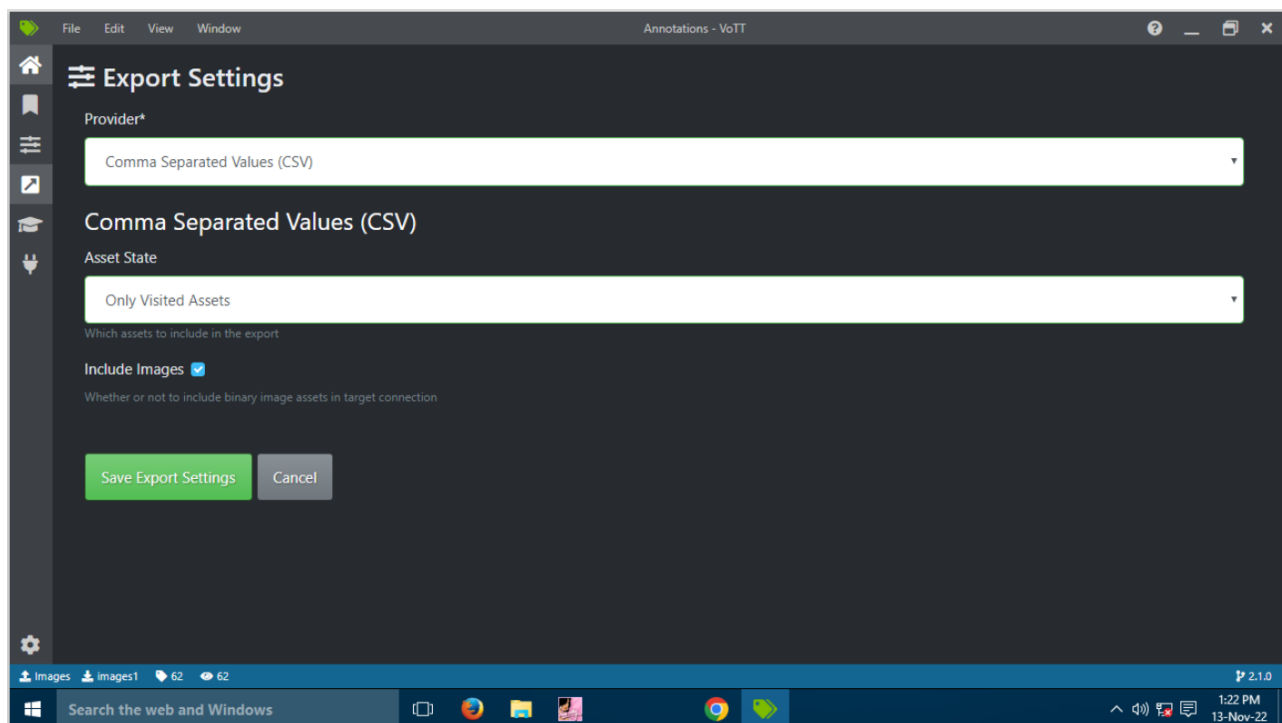 File Edit View Window Annotations - VoTT
Export Settings
Provider*
Comma Separated Values (CSV)
Comma Separated Values (CSV)
Asset State
Only Visited Assets
Which assets to include in the export
Include Images
Whether or not to include binary image assets in target connection
Save Export Settings Cancel
Images images1 62 62 2.1.0
Search the web and Windows
1:22 PM
13-Nov-22